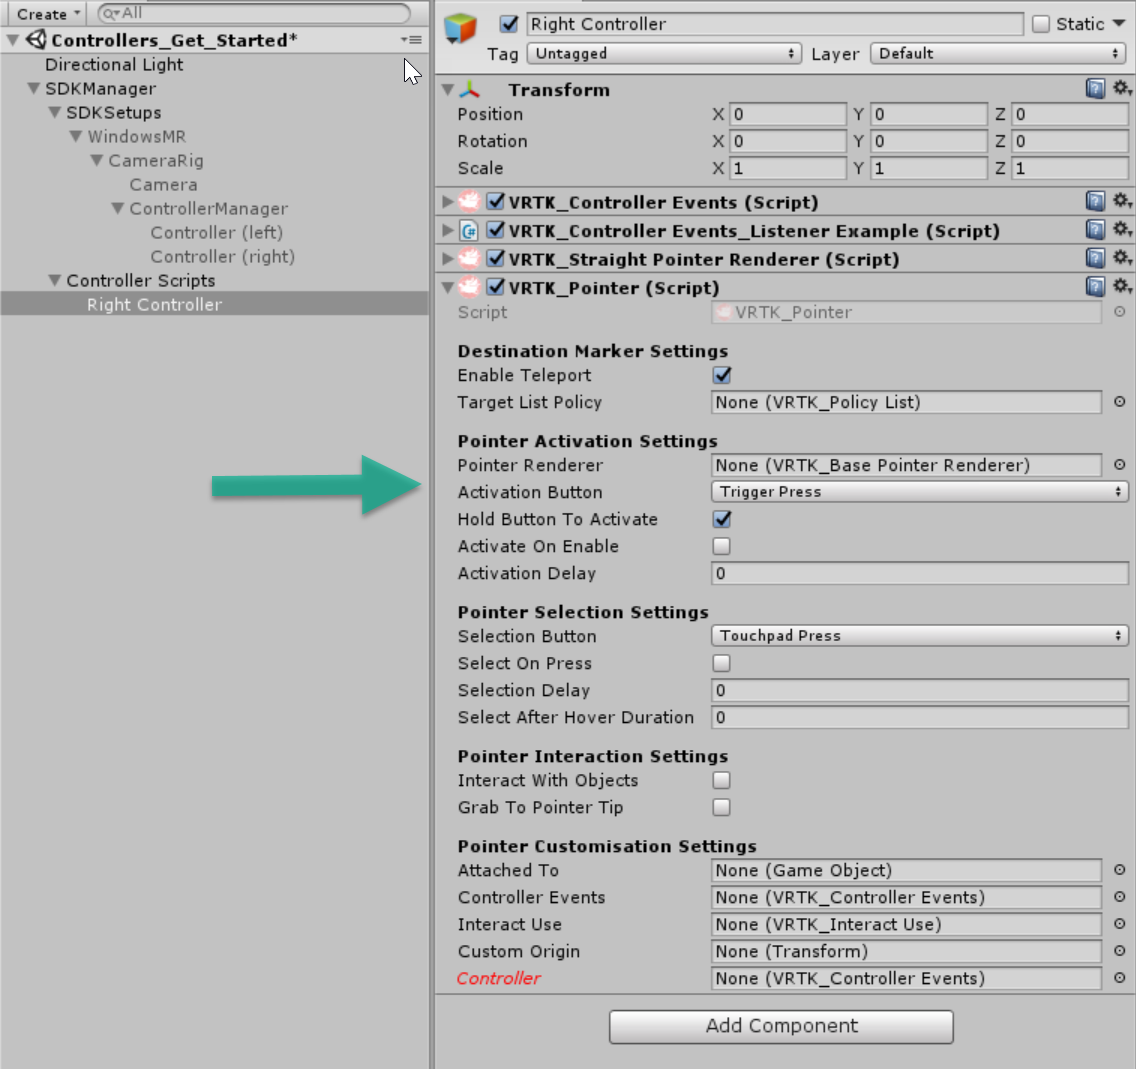 Create
All
Controllers_Get_Started*
Directional Light
SDKManager
SDKSetups
WindowsMR
CameraRig
Camera
ControllerManager
Controller (left)
Controller (right)
Controller Scripts
Right Controller
Right Controller
Static
Tag Untagged Layer Default
Transform
Position X 0 Y 0 Z 0
Rotation X 0 Y 0 Z 0
Scale X 1 Y 1 Z 1
VRTK_Controller Events (Script)
VRTK_Controller Events_Listener Example (Script)
VRTK_Straight Pointer Renderer (Script)
VRTK_Pointer (Script)
Script VRTK_Pointer
Destination Marker Settings
Enable Teleport
Target List Policy None (VRTK_Policy List)
Pointer Activation Settings
Pointer Renderer None (VRTK_Base Pointer Renderer)
Activation Button Trigger Press
Hold Button To Activate
Activate On Enable
Activation Delay 0
Pointer Selection Settings
Selection Button Touchpad Press
Select On Press
Selection Delay 0
Select After Hover Duration 0
Pointer Interaction Settings
Interact With Objects
Grab To Pointer Tip
Pointer Customisation Settings
Attached To None (Game Object)
Controller Events None (VRTK_Controller Events)
Interact Use None (VRTK_Interact Use)
Custom Origin None (Transform)
Controller None (VRTK_Controller Events)
Add Component